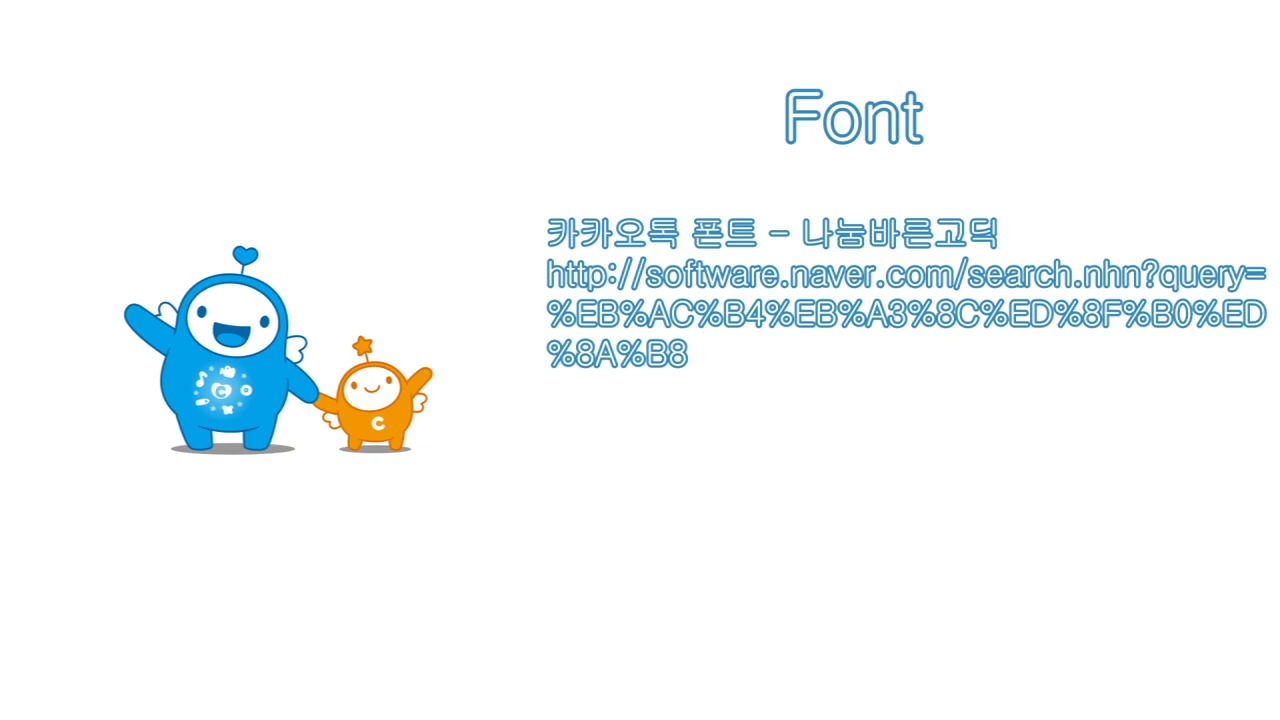 Font
카카오톡 폰트 - 나눔바른고딕
http://software.naver.com/search.nhn?query=
%EB%AC%B4%EB%A3%8C%ED%8F%B0%ED
%8A%B8
C
C